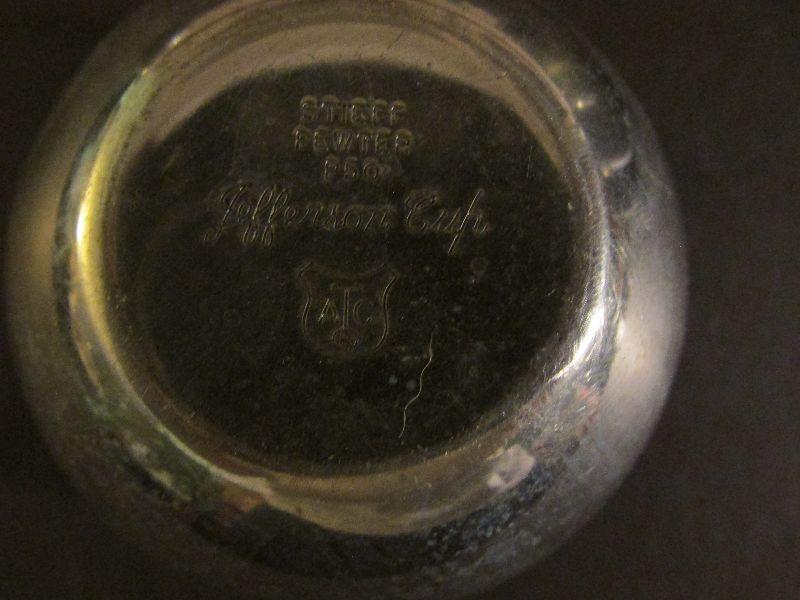 STIEFF
PEWTER
P50
Jefferson Cup
ATC